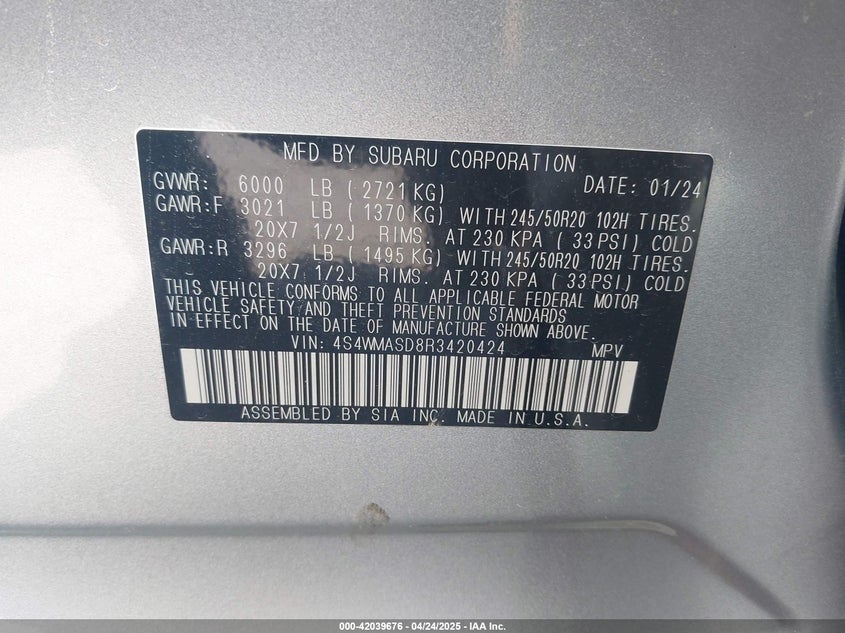 MFD BY SUBARU CORPORATION
GVWR: 6000 LB ( 2721 KG) DATE: 01/24
GAWR:F 3021 LB ( 1370 KG) WITH 245/50R20 102H TIRES.
20X7 1/2J RIMS. AT 230 KPA ( 33 PSI) COLD
GAWR:R 3296 LB ( 1495 KG) WITH 245/50R20 102H TIRES.
20X7 1/2J RIMS. AT 230 KPA ( 33 PSI) COLD
THIS VEHICLE CONFORMS TO ALL APPLICABLE FEDERAL MOTOR
VEHICLE SAFETY AND THEFT PREVENTION STANDARDS
IN EFFECT ON THE DATE OF MANUFACTURE SHOWN ABOVE.
VIN: 4S4WMASD8R3420424 MPV
ASSEMBLED BY SIA INC. MADE IN U.S.A.
000-42039676 | 04/24/2025 | IAA Inc.